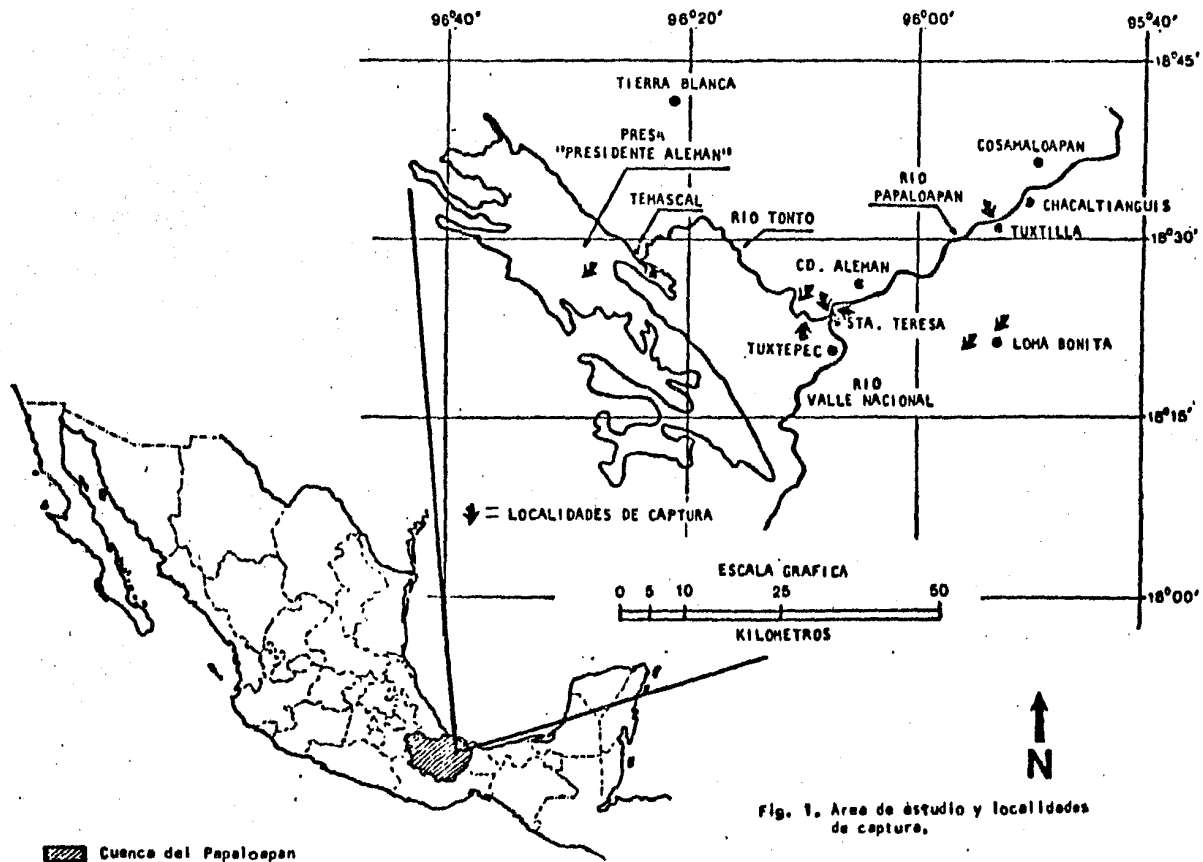 96°40'
96°20'
96°00'
95°40'
18°45'
TIERRA BLANCA
PRESA
"PRESIDENTE ALEMAN"
COSAMALOAPAN
RIO
PAPALOAPAN
TEMASCAL
RIO TONTO
CHACALTIANGUIS
TUXTILLA
18°30'
CD. ALEMAN
STA. TERESA
TUXTEPEC
LOMA BONITA
RIO
VALLE NACIONAL
18°15'
= LOCALIDADES DE CAPTURA
ESCALA GRAFICA
0 5 10 25 50
KILOMETROS
18°00'
N
Fig. 1. Area de estudio y localidades
de captura.
Cuenca del Papaloapan